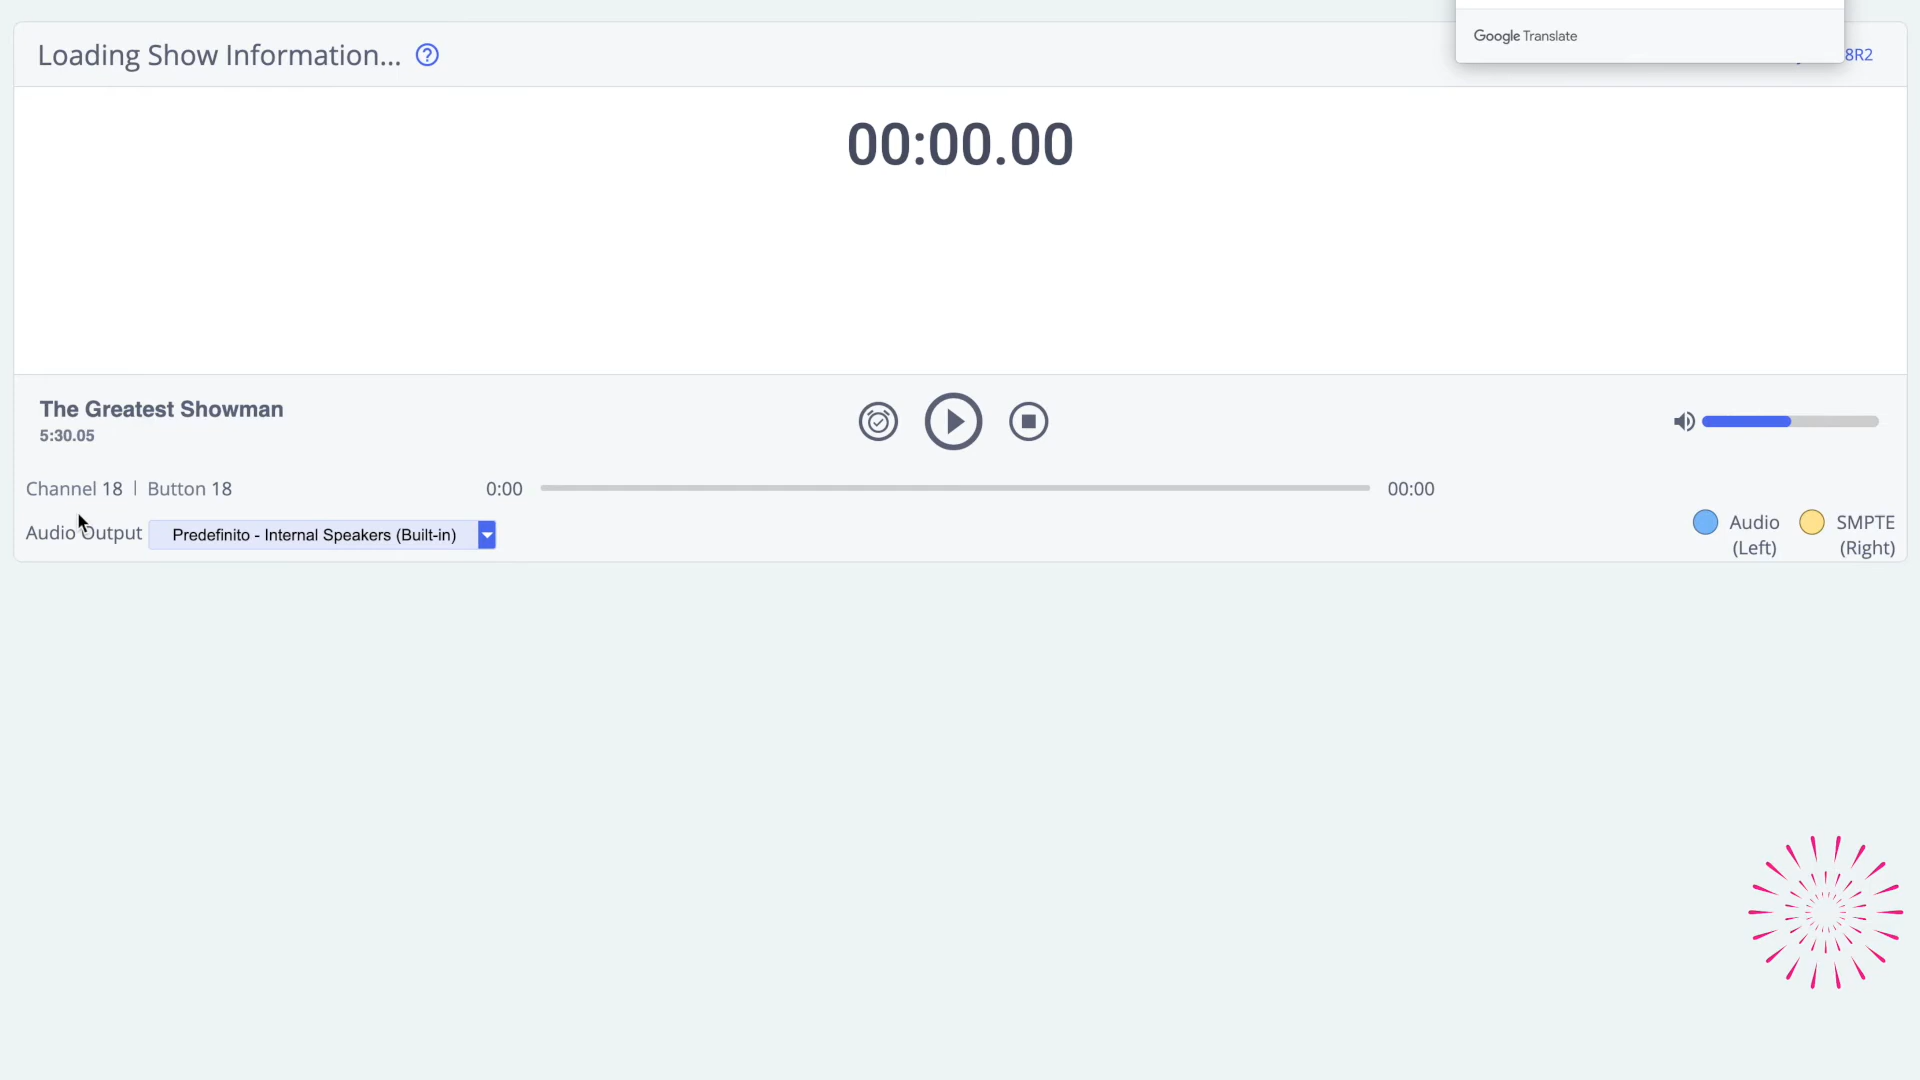 Google Translate
Loading Show Information...
8R2
00:00.00
The Greatest Showman
5:30.05
Channel 18 | Button 18
0:00
00:00
Audio Output
Predefinito - Internal Speakers (Built-in)
Audio
(Left)
SMPTE
(Right)